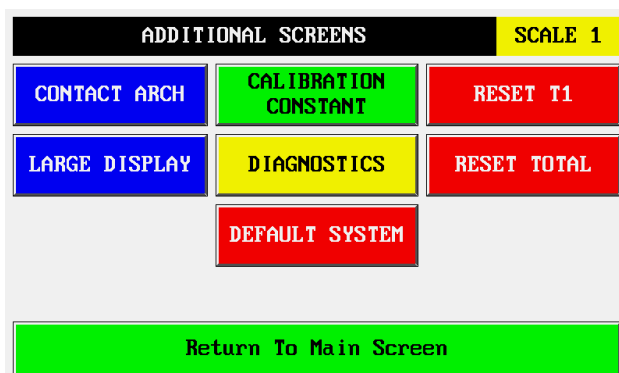 ADDITIONAL SCREENS
SCALE 1
CONTACT ARCH
CALIBRATION
CONSTANT
RESET T1
LARGE DISPLAY
DIAGNOSTICS
RESET TOTAL
DEFAULT SYSTEM
Return To Main Screen